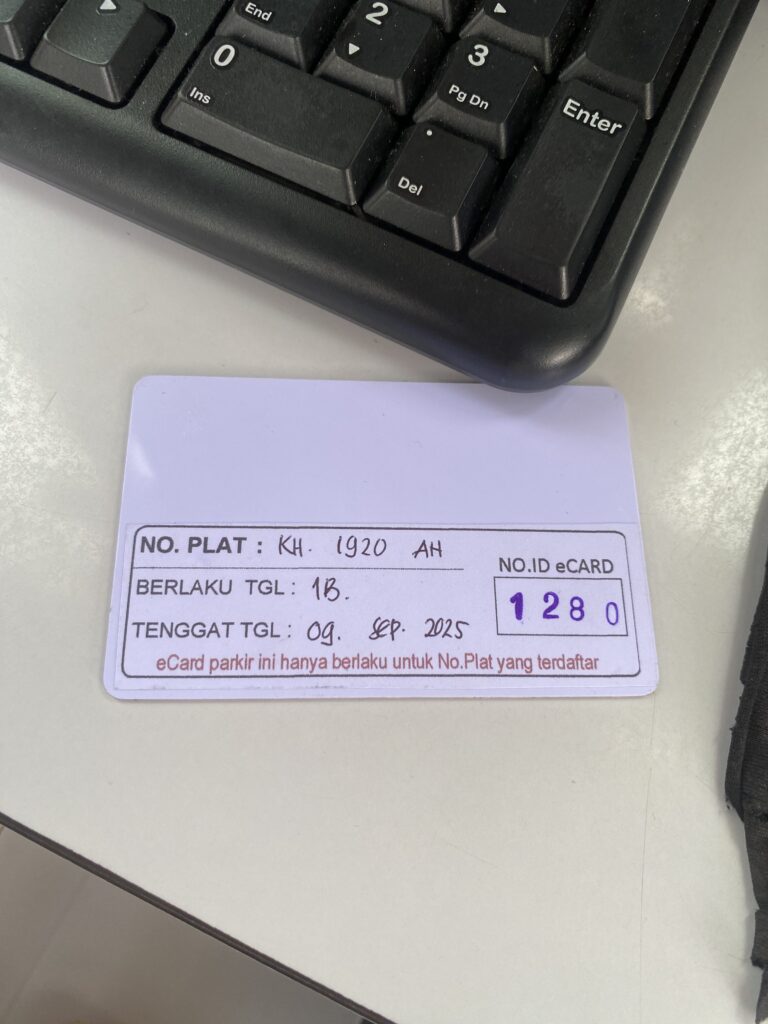 End
2
0
Ins
3
Pg Dn
Enter
.
Del
NO. PLAT : KH. 1920 AH
BERLAKU TGL : 1B.
TENGGAT TGL : 09. SEP. 2025
NO.ID eCARD
1280
eCard parkir ini hanya berlaku untuk No.Plat yang terdaftar